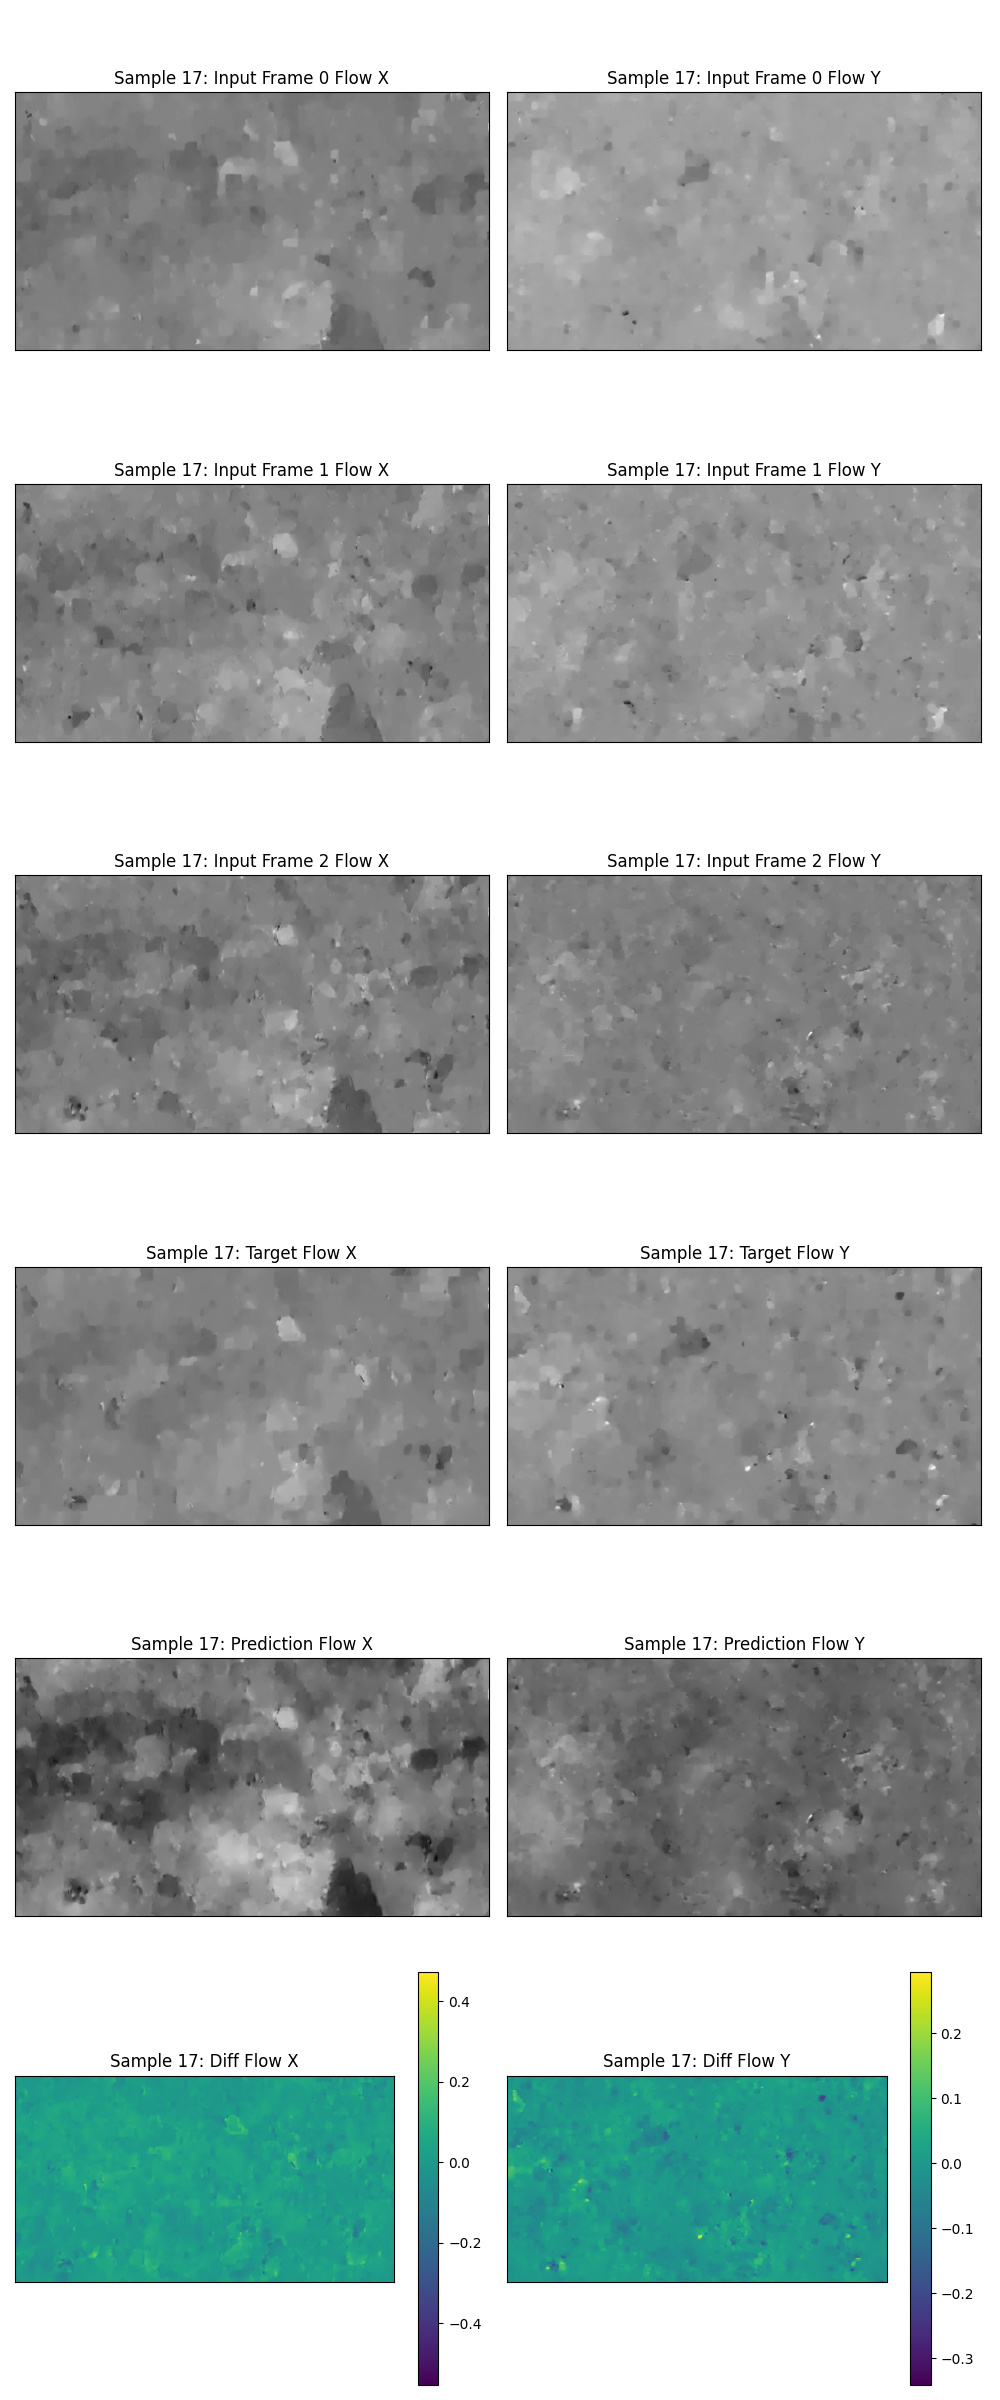 Sample 17: Input Frame 0 Flow X
Sample 17: Input Frame 0 Flow Y
Sample 17: Input Frame 1 Flow X
Sample 17: Input Frame 1 Flow Y
Sample 17: Input Frame 2 Flow X
Sample 17: Input Frame 2 Flow Y
Sample 17: Target Flow X
Sample 17: Target Flow Y
Sample 17: Prediction Flow X
Sample 17: Prediction Flow Y
Sample 17: Diff Flow X
0.4
0.2
0.0
−0.2
−0.4
Sample 17: Diff Flow Y
0.2
0.1
0.0
−0.1
−0.2
−0.3